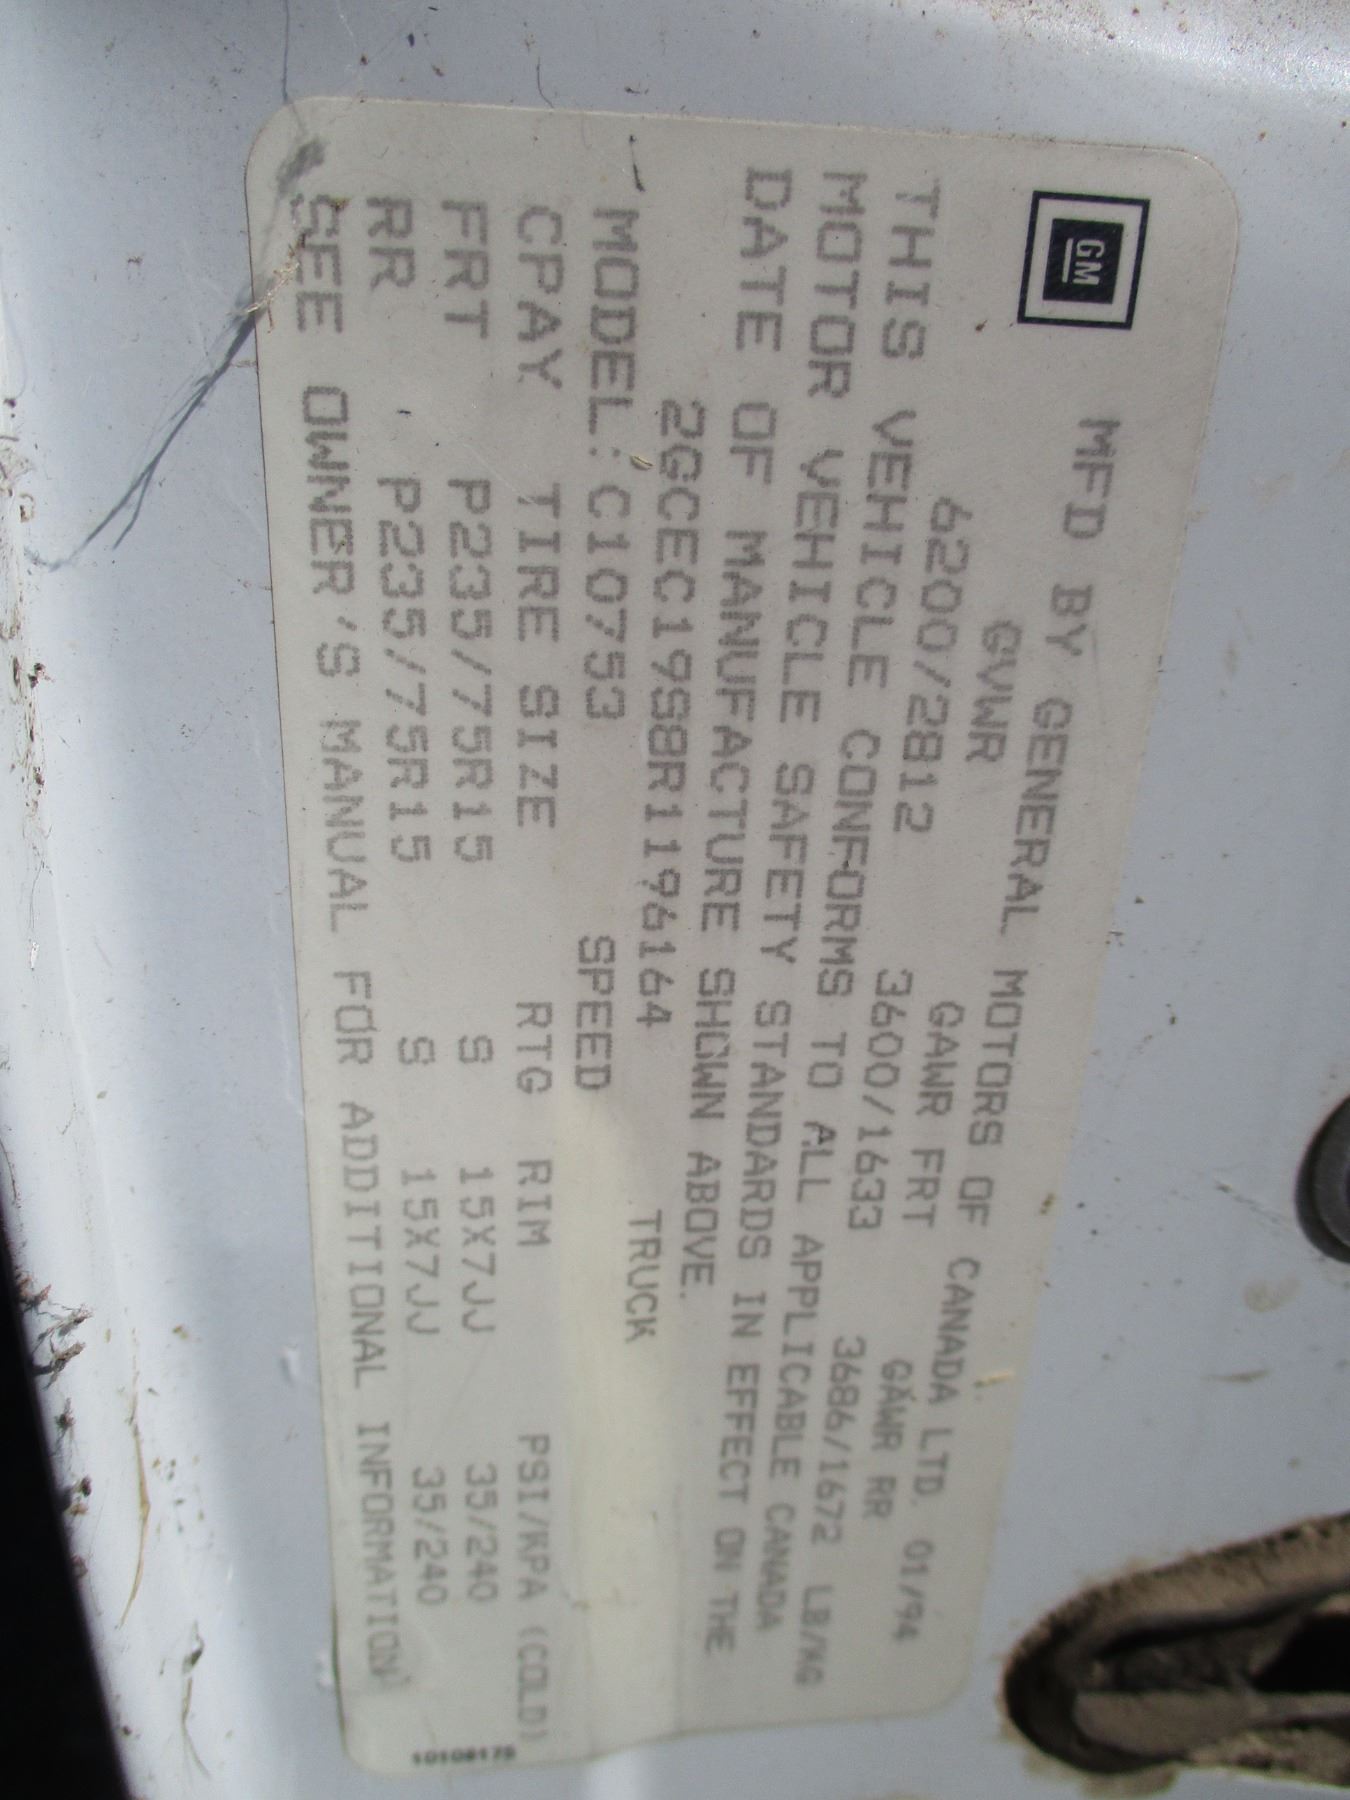 GM
MFD BY GENERAL MOTORS OF CANADA LTD. 01/94
GVWR GAWR FRT GAWR RR
6200/2812 3600/1633 3686/1672 LB/KG
THIS VEHICLE CONFORMS TO ALL APPLICABLE CANADA
MOTOR VEHICLE SAFETY STANDARDS IN EFFECT ON THE
DATE OF MANUFACTURE SHOWN ABOVE.
2GCEC19S8R1196164 TRUCK
MODEL: C10753 SPEED
CPAY TIRE SIZE RTG RIM PSI/KPA (COLD)
FRT P235/75R15 S 15X7JJ 35/240
RR P235/75R15 S 15X7JJ 35/240
SEE OWNER'S MANUAL FOR ADDITIONAL INFORMATION
10108175